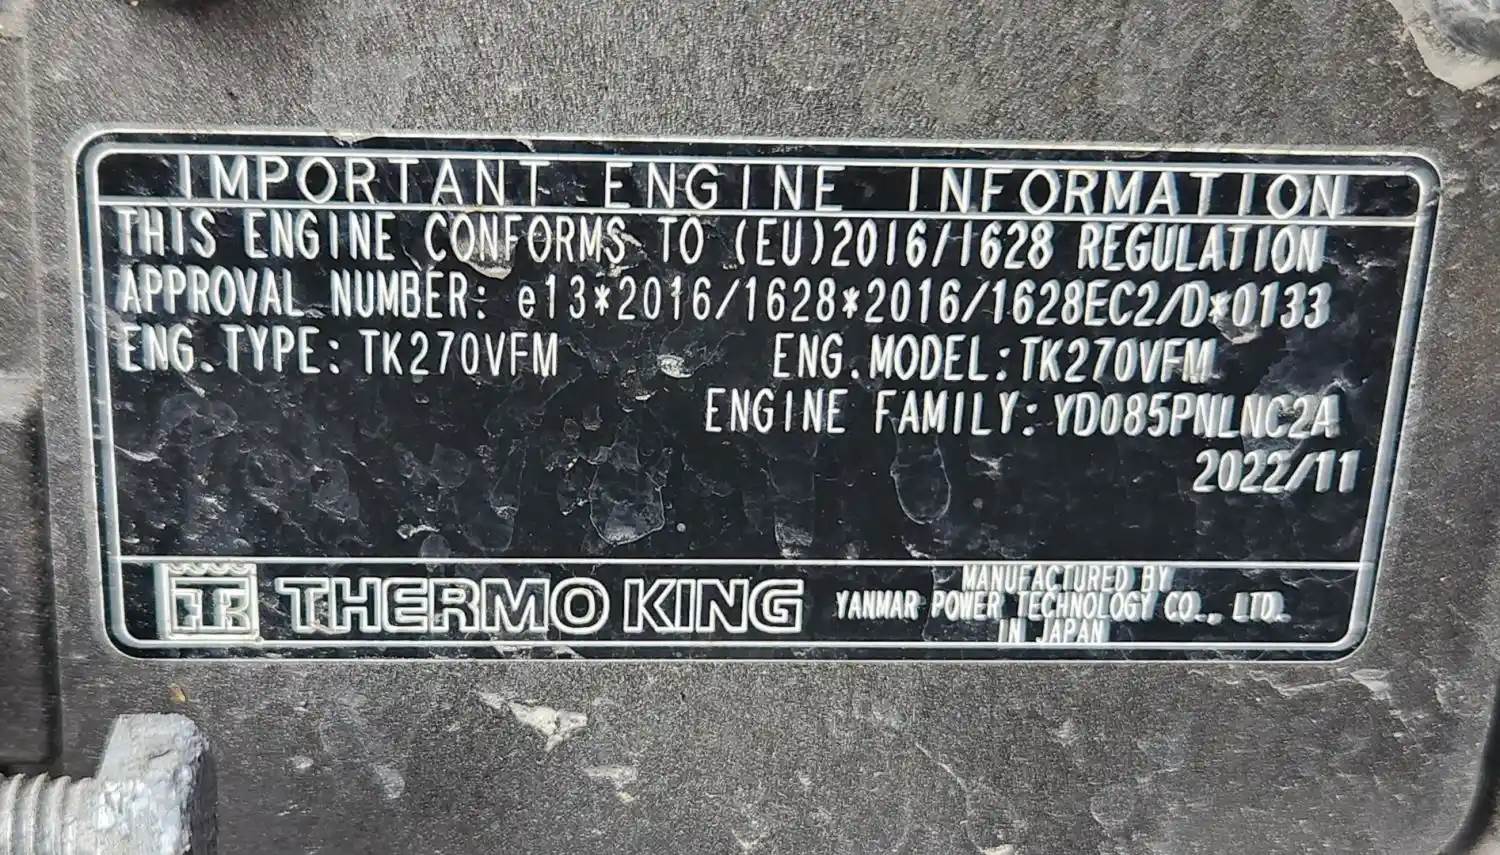 IMPORTANT ENGINE INFORMATION
THIS ENGINE CONFORMS TO (EU)2016/1628 REGULATION
APPROVAL NUMBER: e13*2016/1628*2016/1628EC2/D*0133
ENG.TYPE:TK270VFM ENG.MODEL:TK270VFM
ENGINE FAMILY:YD085PNLNC2A
2022/11
TK THERMO KING
MANUFACTURED BY
YANMAR POWER TECHNOLOGY CO., LTD.
IN JAPAN